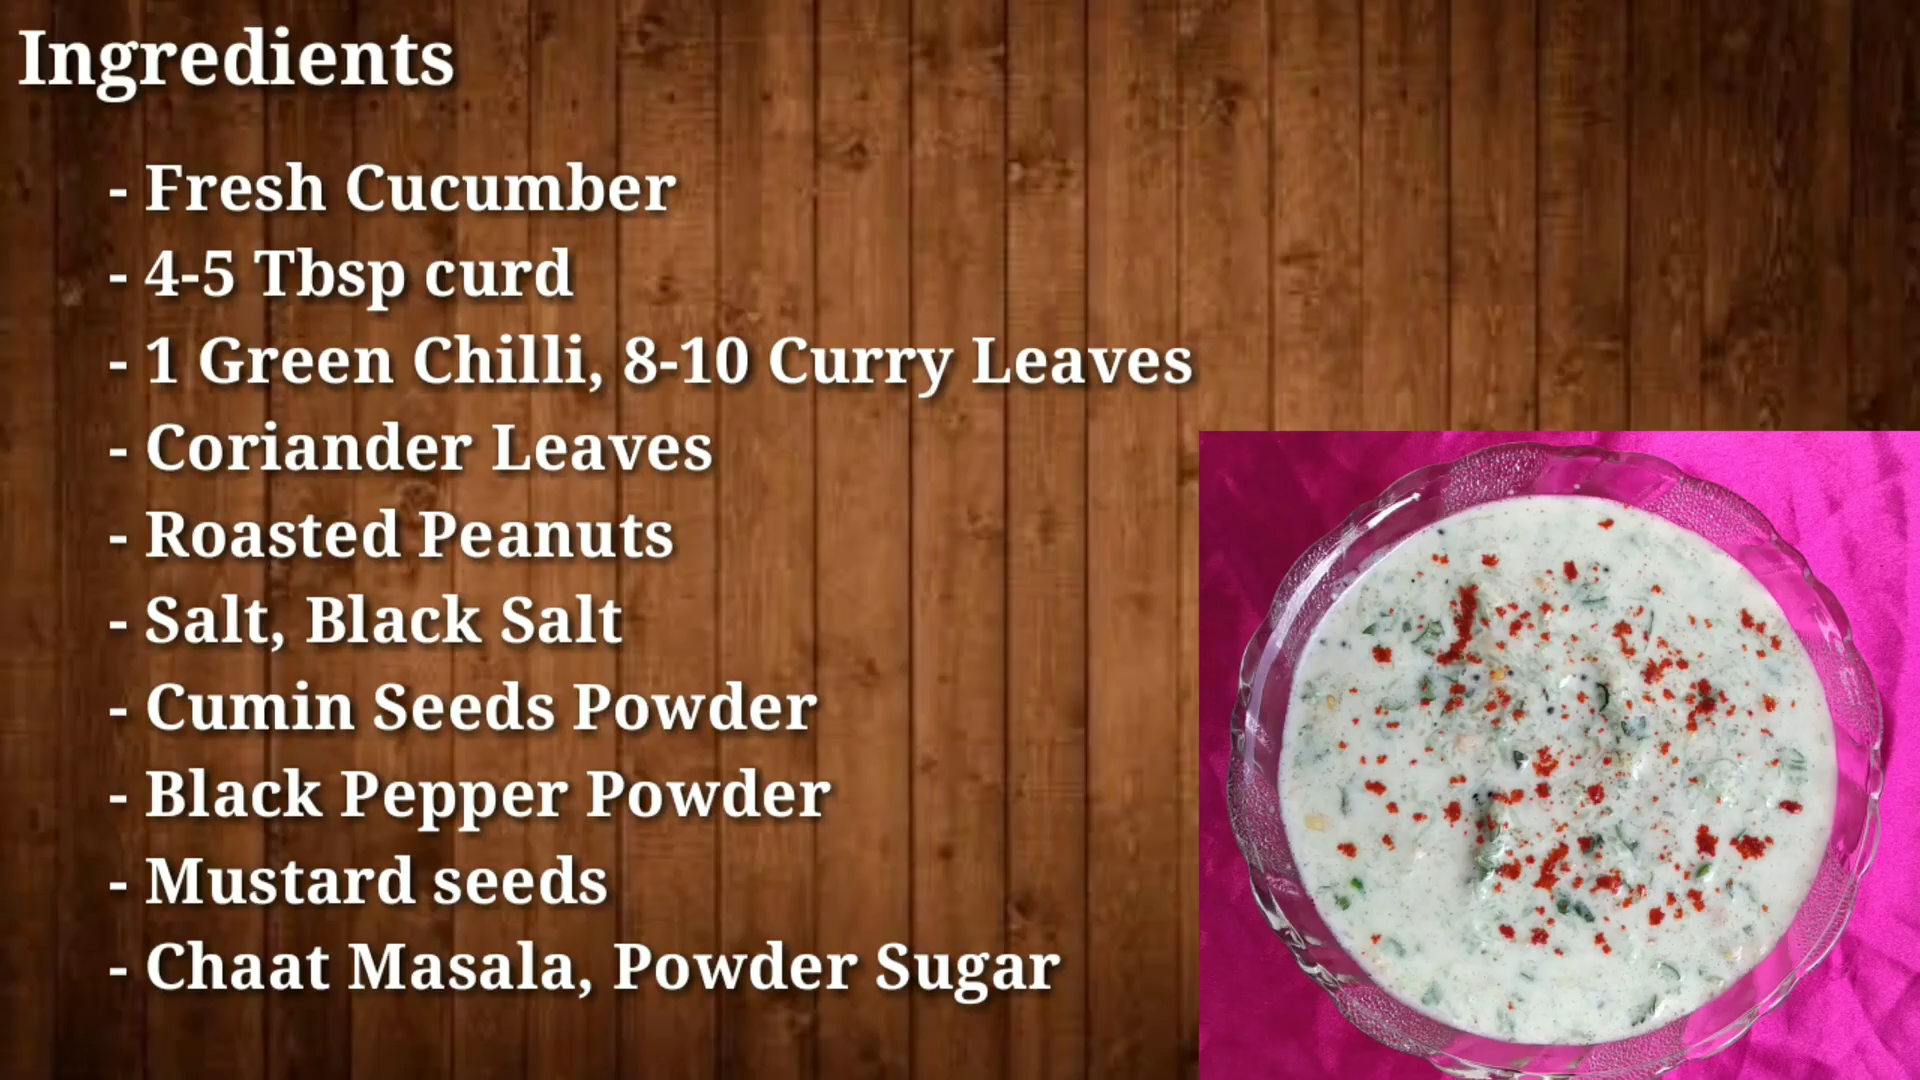 Ingredients
- Fresh Cucumber
- 4-5 Tbsp curd
- 1 Green Chilli, 8-10 Curry Leaves
- Coriander Leaves
- Roasted Peanuts
- Salt, Black Salt
- Cumin Seeds Powder
- Black Pepper Powder
- Mustard seeds
- Chaat Masala, Powder Sugar